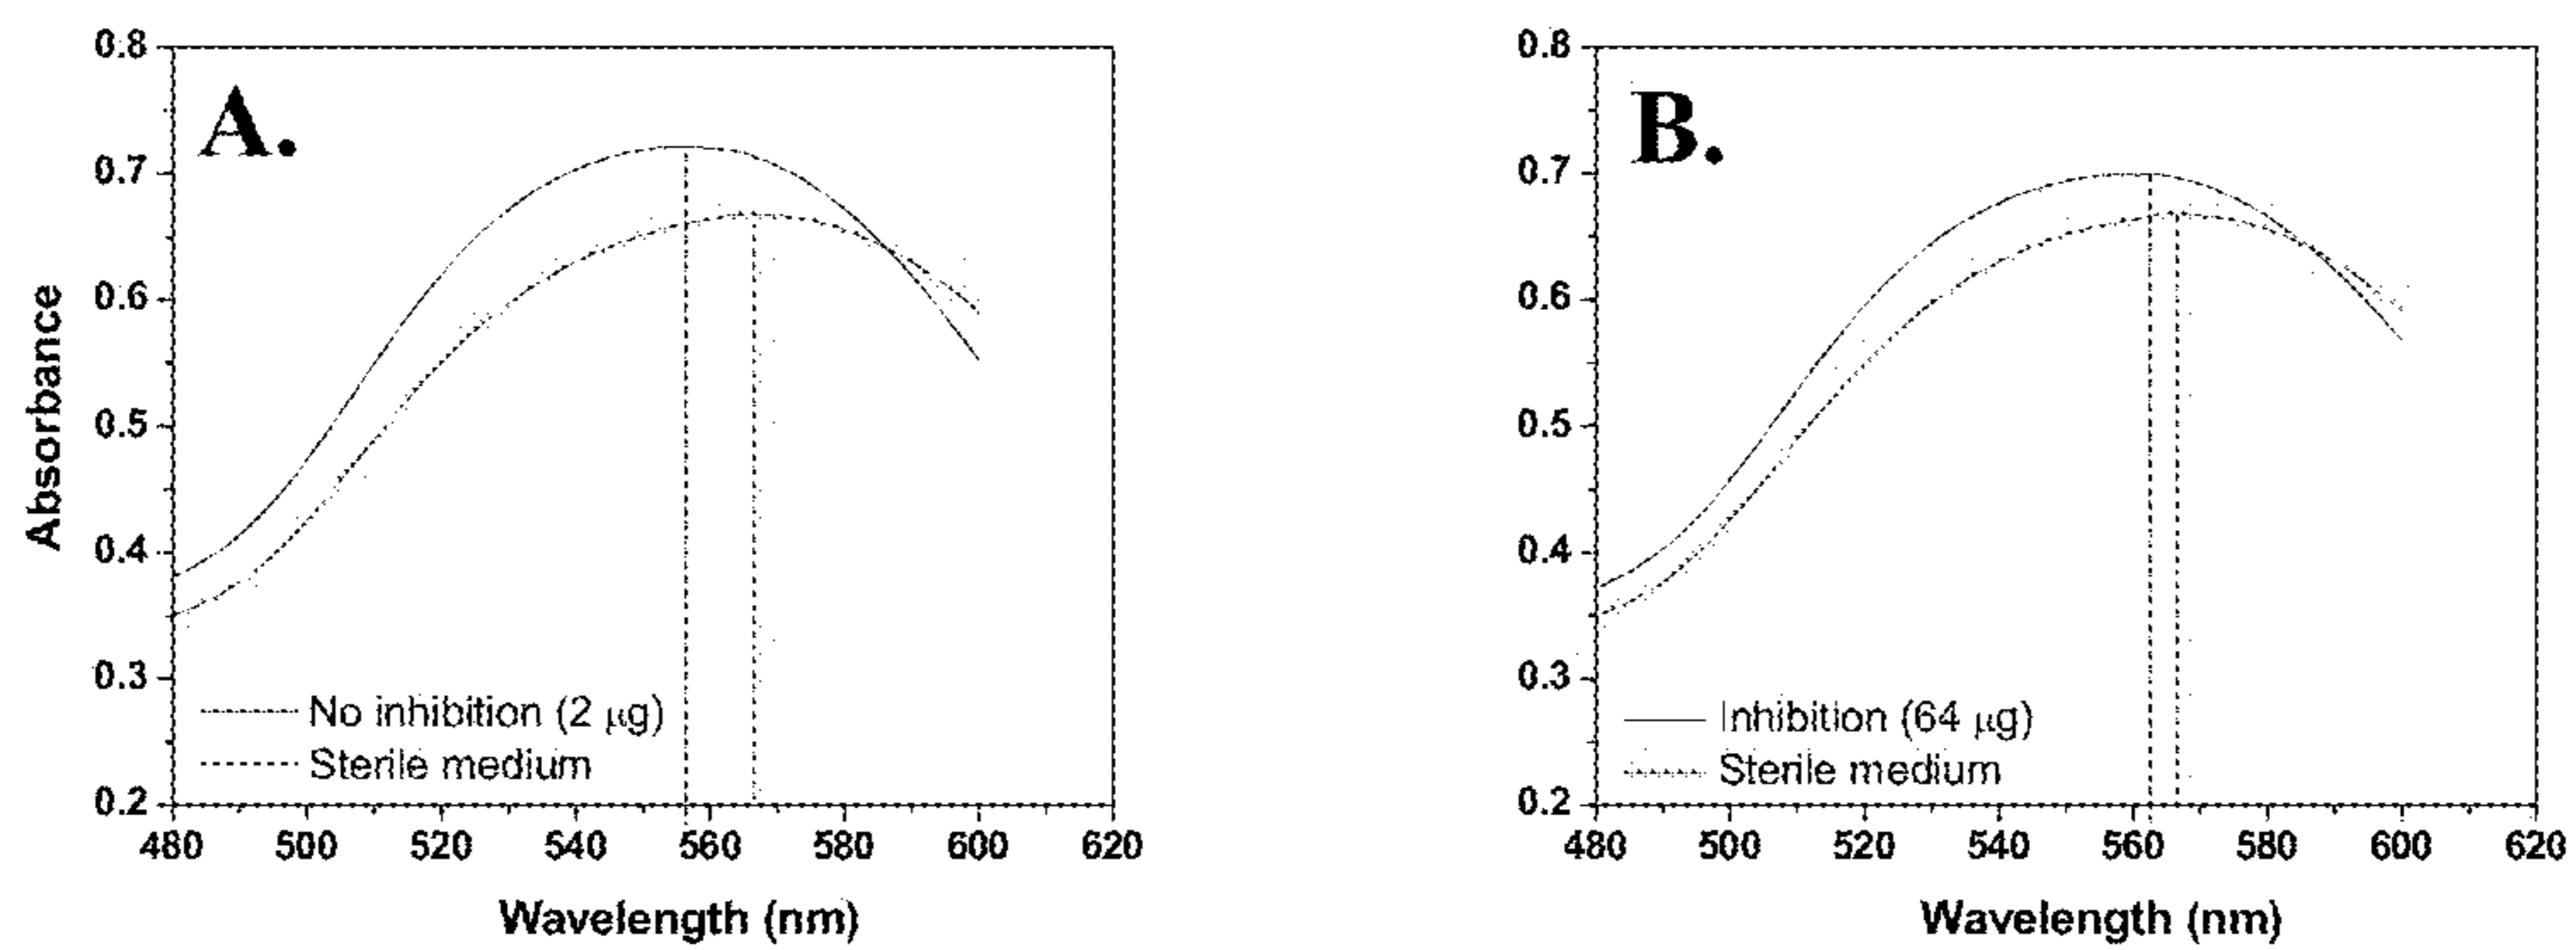 A.
Absorbance
0.8
0.7
0.6
0.5
0.4
0.3
0.2
No inhibition (2 μg)
Sterile medium
480 500 520 540 560 580 600 620
Wavelength (nm)
B.
0.8
0.7
0.6
0.5
0.4
0.3
0.2
Inhibition (64 μg)
Sterile medium
480 500 520 540 560 580 600 620
Wavelength (nm)